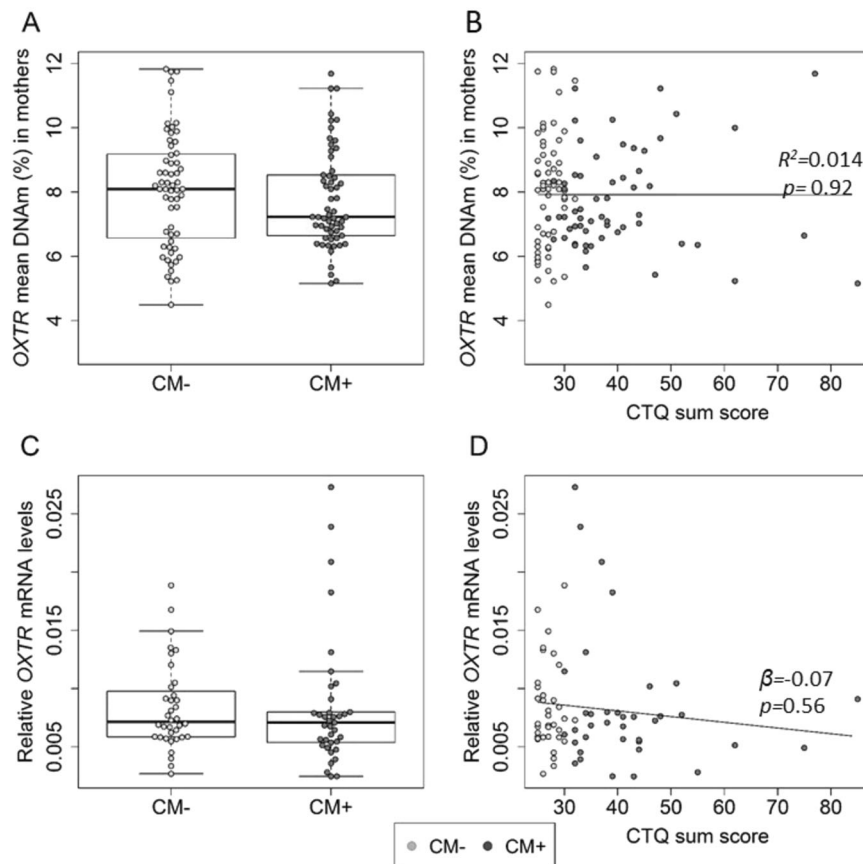 A
OXTR mean DNAm (%) in mothers
12
10
8
6
4
CM-
CM+
B
OXTR mean DNAm (%) in mothers
12
10
8
6
4
R²=0.014
p= 0.92
30 40 50 60 70 80
CTQ sum score
C
Relative OXTR mRNA levels
0.025
0.015
0.005
CM-
CM+
D
Relative OXTR mRNA levels
0.025
0.015
0.005
β=-0.07
p=0.56
30 40 50 60 70 80
CTQ sum score
CM- CM+